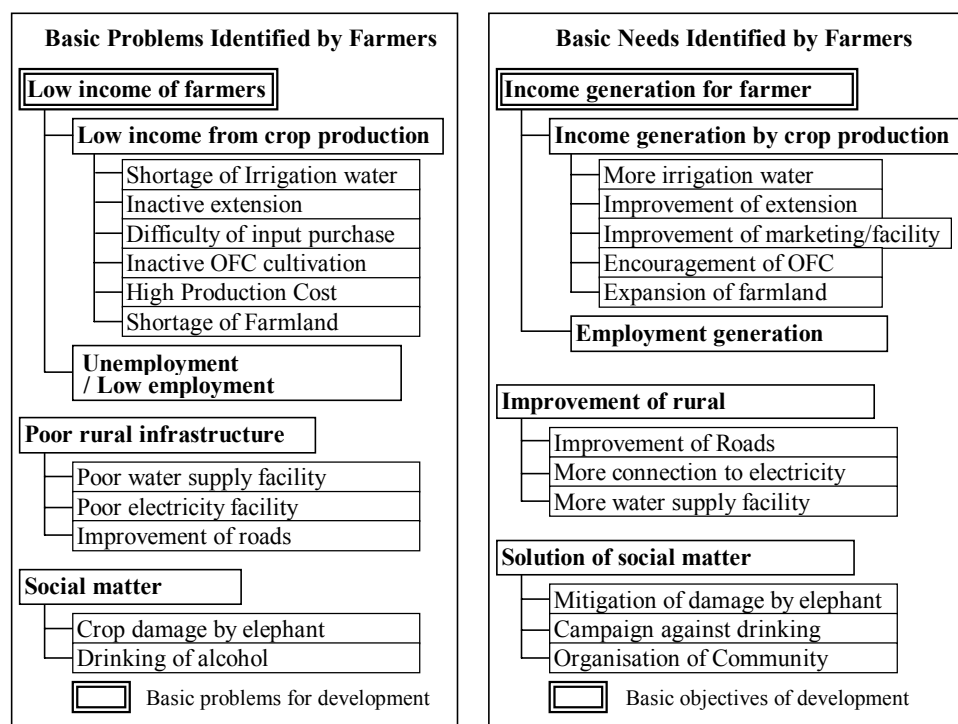 Basic Problems Identified by Farmers
Low income of farmers
Low income from crop production
Shortage of Irrigation water
Inactive extension
Difficulty of input purchase
Inactive OFC cultivation
High Production Cost
Shortage of Farmland
Unemployment
/ Low employment
Poor rural infrastructure
Poor water supply facility
Poor electricity facility
Improvement of roads
Social matter
Crop damage by elephant
Drinking of alcohol
Basic problems for development
Basic Needs Identified by Farmers
Income generation for farmer
Income generation by crop production
More irrigation water
Improvement of extension
Improvement of marketing/facility
Encouragement of OFC
Expansion of farmland
Employment generation
Improvement of rural
Improvement of Roads
More connection to electricity
More water supply facility
Solution of social matter
Mitigation of damage by elephant
Campaign against drinking
Organisation of Community
Basic objectives of development